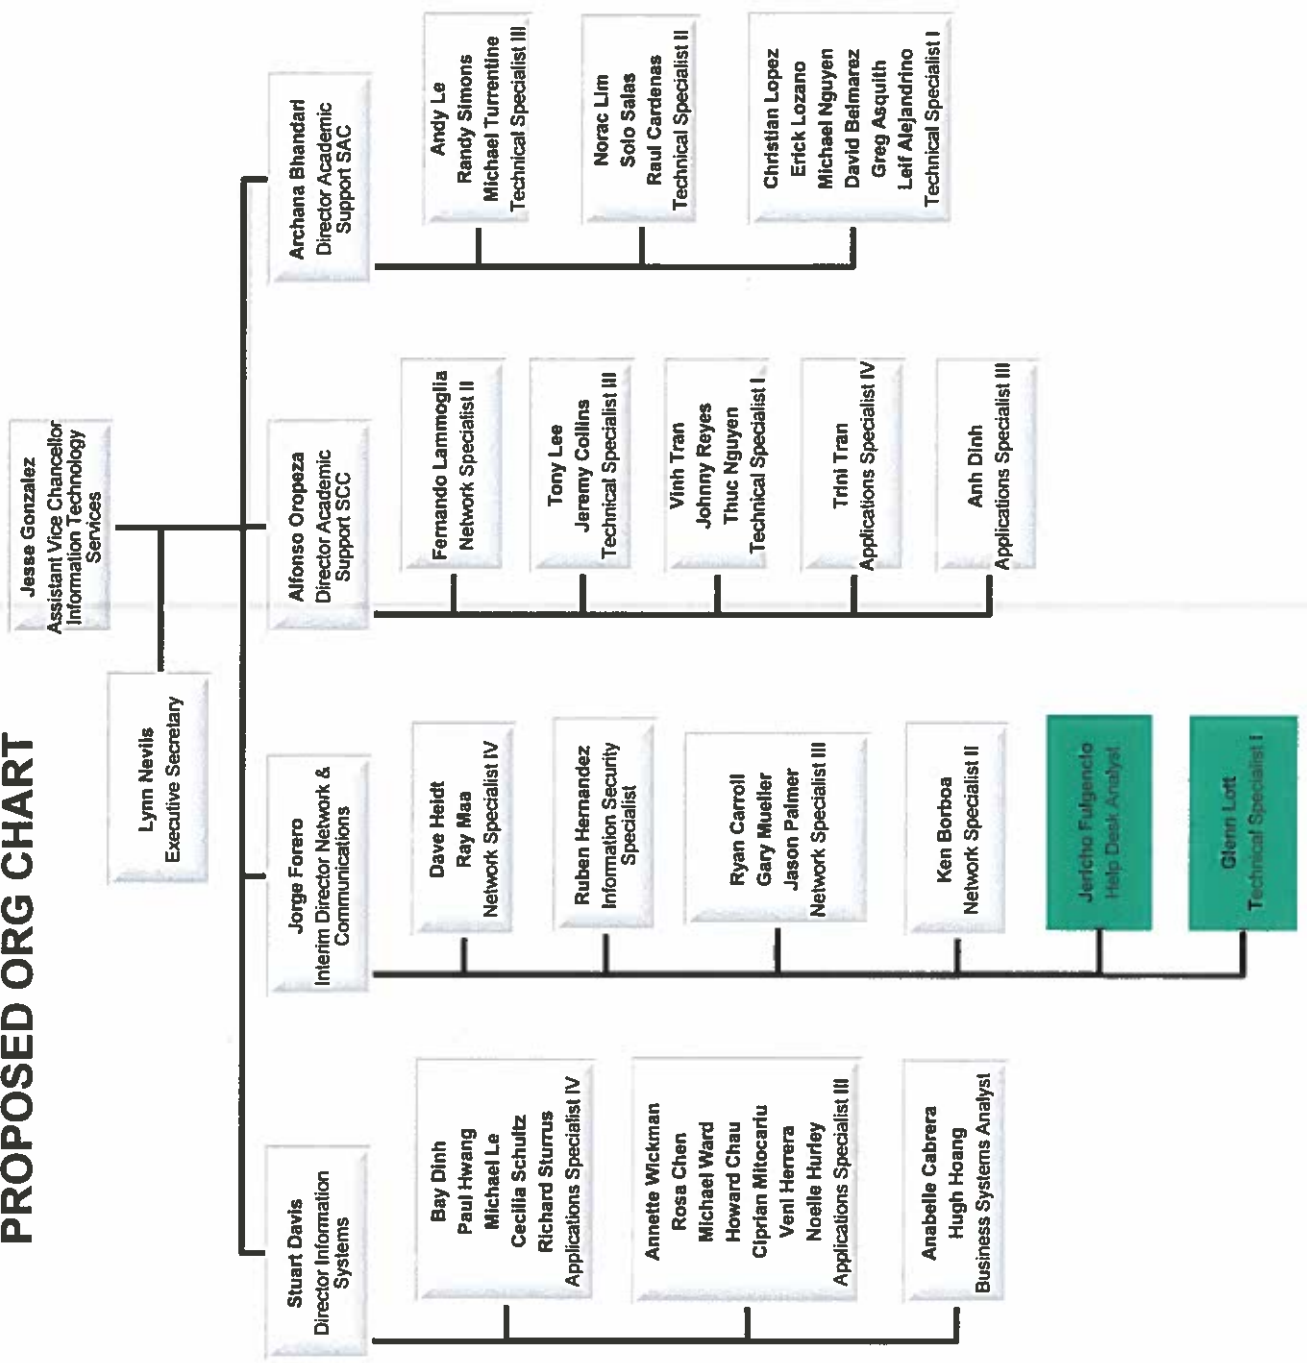 PROPOSED ORG CHART
Jesse Gonzalez
Assistant Vice Chancellor
Information Technology
Services
Lynn Nevils
Executive Secretary
Stuart Davis
Director Information
Systems
Bay Dinh
Paul Hwang
Michael Le
Cecilia Schultz
Richard Sturrus
Applications Specialist IV
Annette Wickman
Rosa Chen
Michael Ward
Howard Chau
Ciprian Mitocariu
Veni Herrera
Noelle Hurley
Applications Specialist III
Anabelle Cabrera
Hugh Hoang
Business Systems Analyst
Jorge Forero
Interim Director Network &
Communications
Dave Heidt
Ray Maa
Network Specialist IV
Ruben Hernandez
Information Security
Specialist
Ryan Carroll
Gary Mueller
Jason Palmer
Network Specialist III
Ken Borboa
Network Specialist II
Jericho Fulgencio
Help Desk Analyst
Glenn Lott
Technical Specialist I
Alfonso Oropeza
Director Academic
Support SCC
Fernando Lammoglia
Network Specialist II
Tony Lee
Jeremy Collins
Technical Specialist III
Vinh Tran
Johnny Reyes
Thuc Nguyen
Technical Specialist I
Trini Tran
Applications Specialist IV
Anh Dinh
Applications Specialist III
Archana Bhandari
Director Academic
Support SAC
Andy Le
Randy Simons
Michael Turrentine
Technical Specialist III
Norac Lim
Solo Salas
Raul Cardenas
Technical Specialist II
Christian Lopez
Erick Lozano
Michael Nguyen
David Belmarez
Greg Asquith
Leif Alejandrino
Technical Specialist I